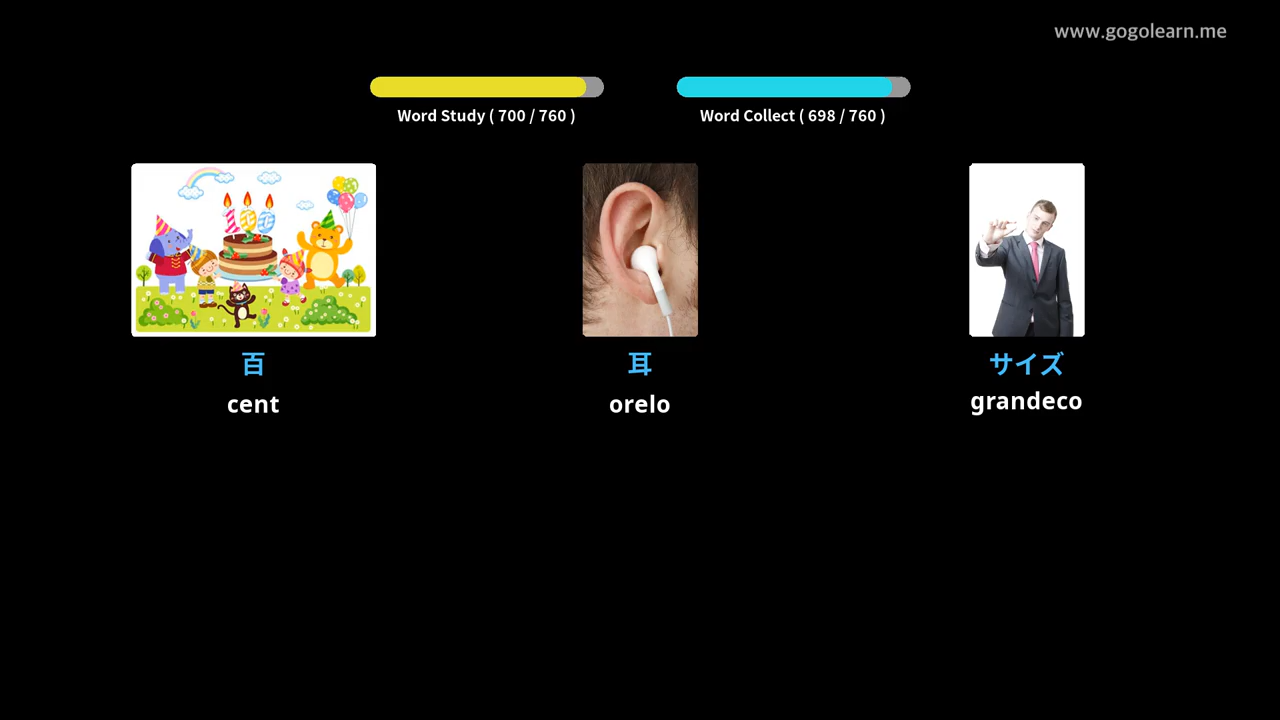 www.gogolearn.me
Word Study ( 700 / 760 )
Word Collect ( 698 / 760 )
100
百
耳
サイズ
cent
orelo
grandeco